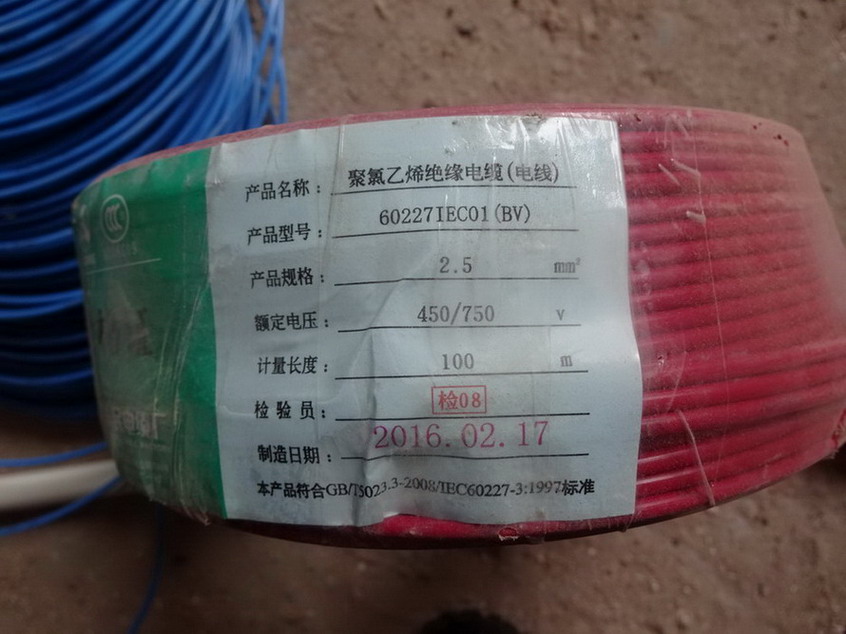 产品名称： 聚氯乙烯绝缘电缆(电线)
产品型号： 60227IEC01(BV)
产品规格： 2.5 mm²
额定电压： 450/750 v
计量长度： 100 m
检验员： 检08
制造日期： 2016.02.17
本产品符合GB/T5023.3-2008/IEC60227-3:1997标准